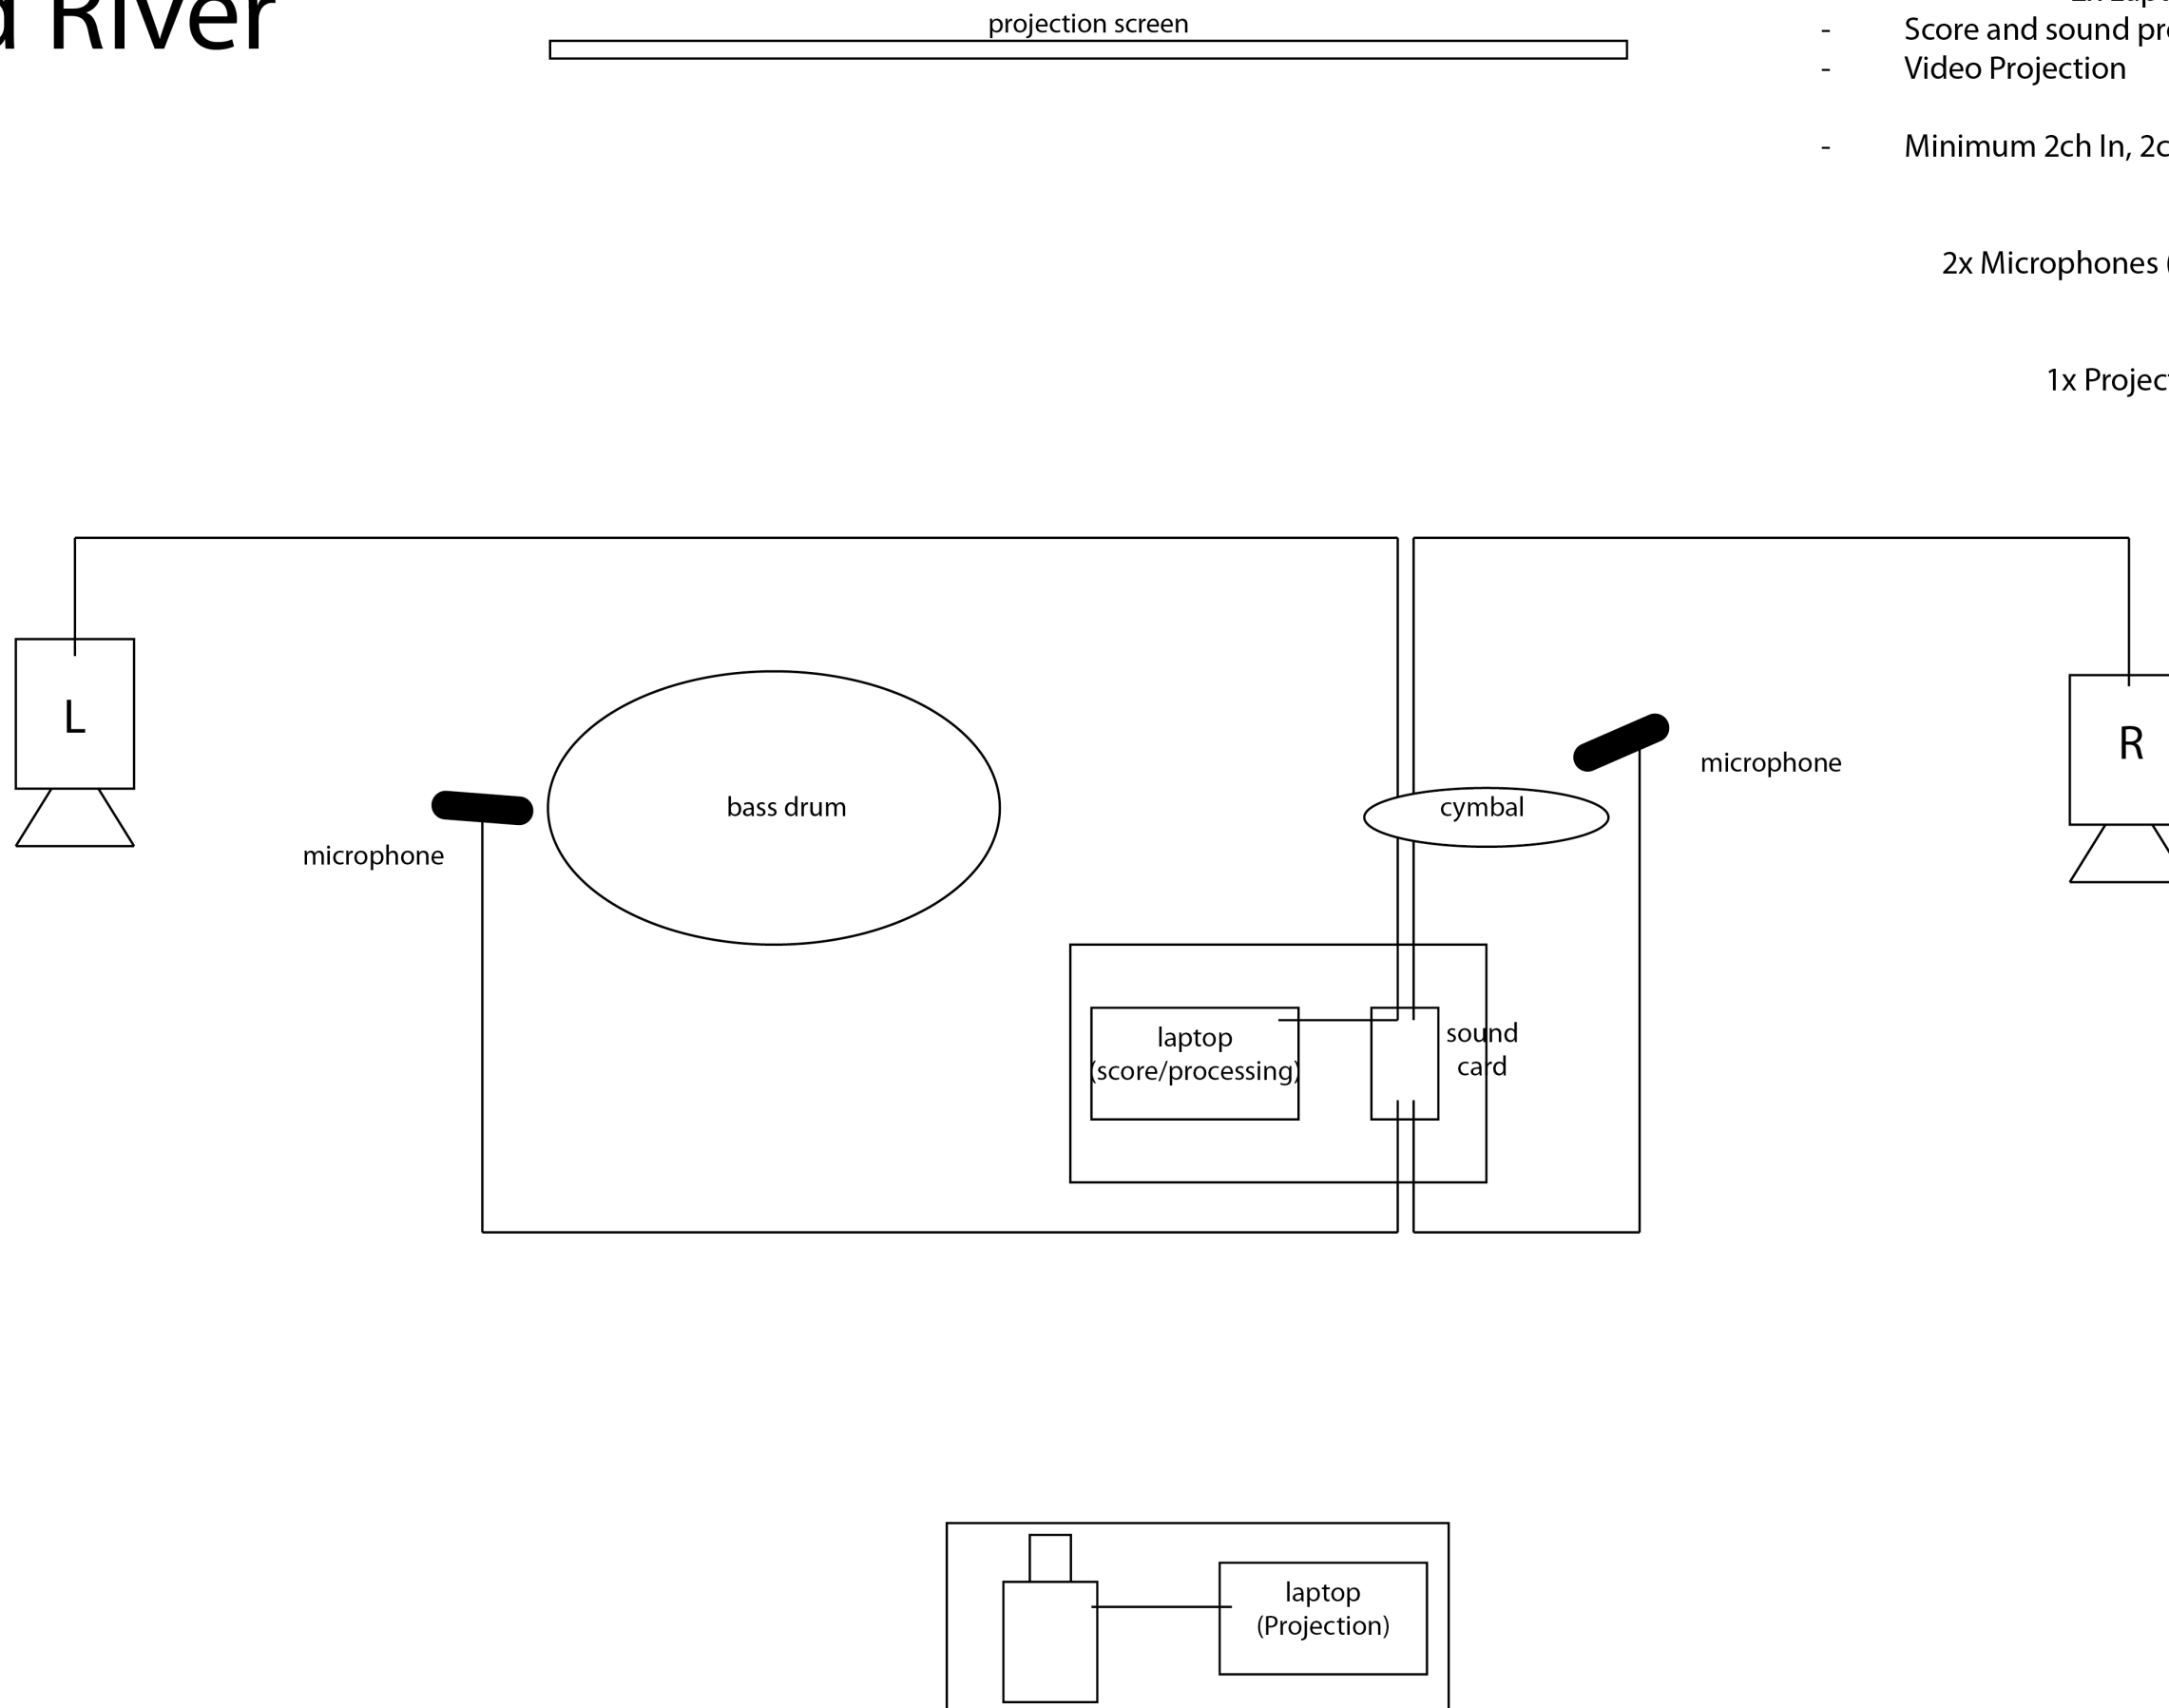 River
projection screen
- Score and sound
- Video Projection
- Minimum 2ch In,
2x Microphones
1x
L
R
microphone
bass drum
cymbal
microphone
laptop
(score/processing)
sound
card
laptop
(Projection)